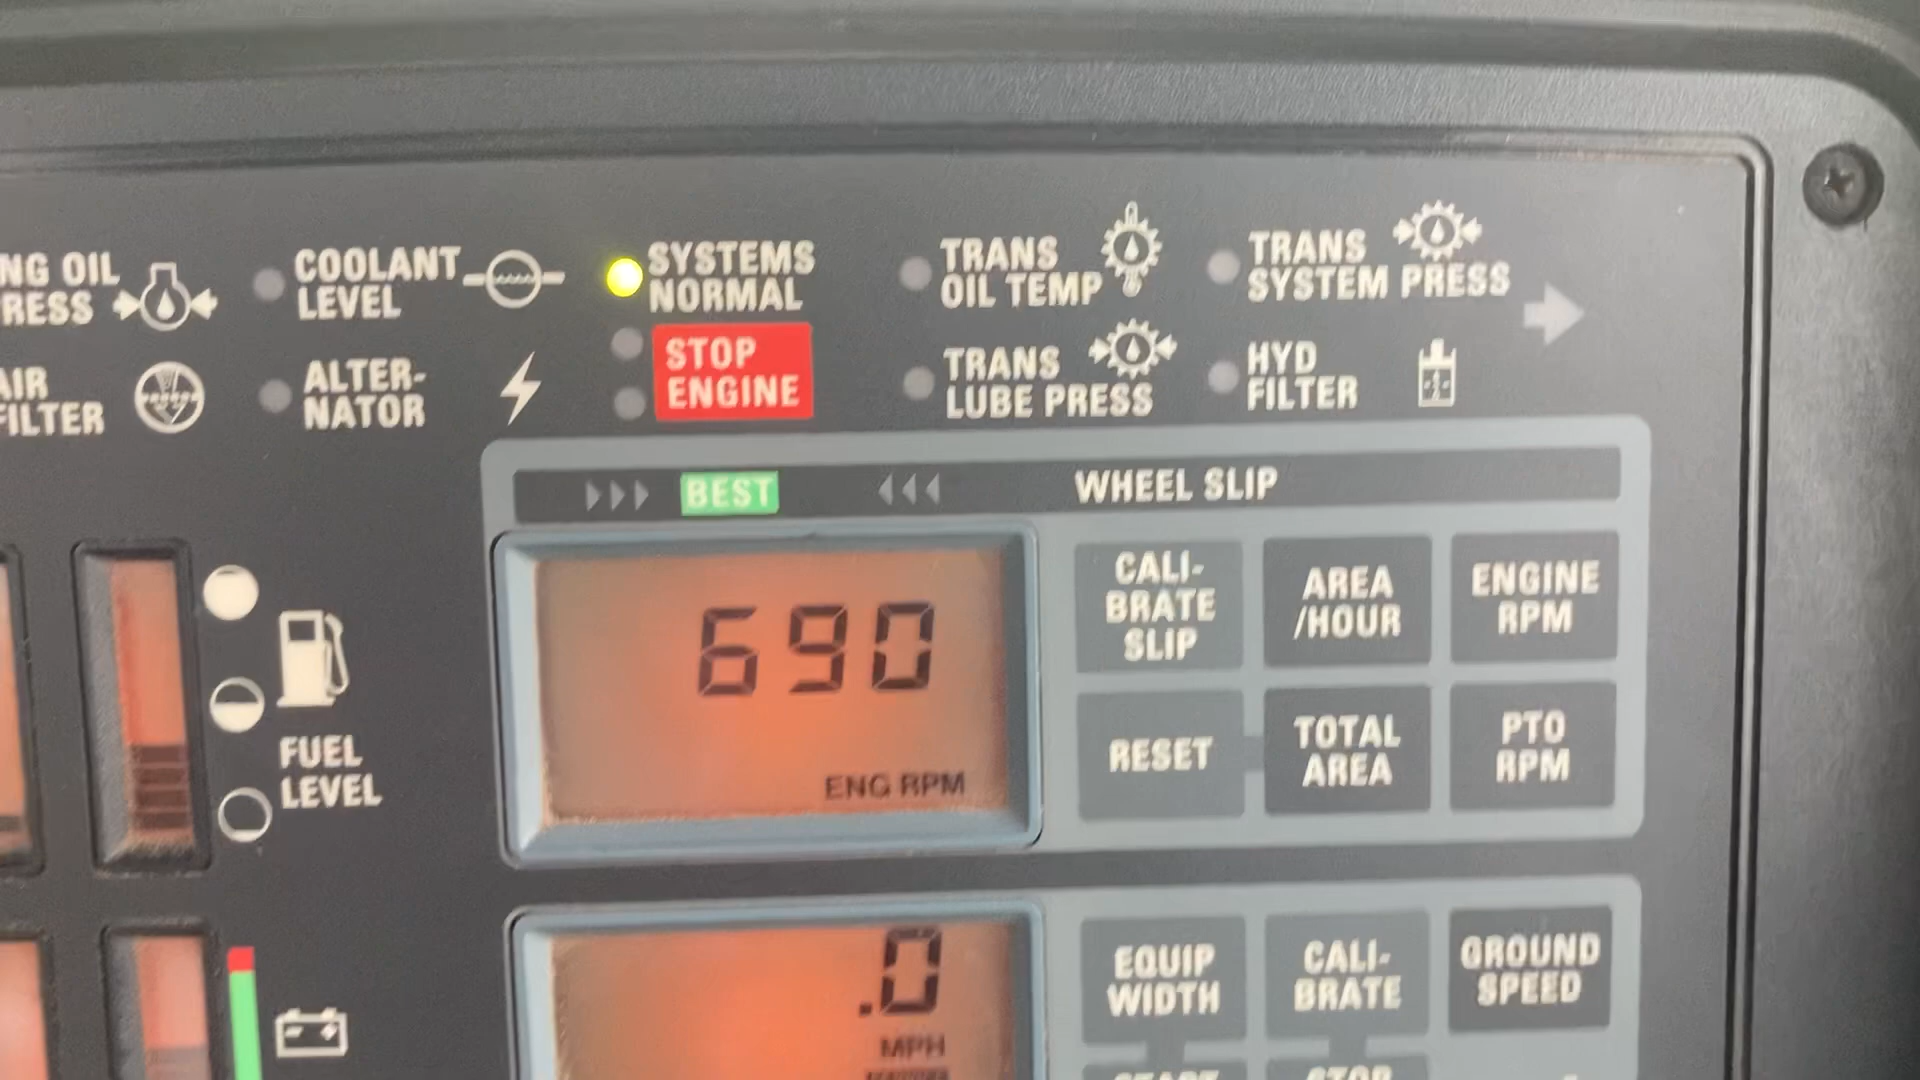 NG OIL
RESS
COOLANT
LEVEL
SYSTEMS
NORMAL
TRANS
OIL TEMP
TRANS
SYSTEM PRESS
AIR
FILTER
ALTER-
NATOR
STOP
ENGINE
TRANS
LUBE PRESS
HYD
FILTER
BEST
WHEEL SLIP
690
ENG RPM
CALI-
BRATE
SLIP
AREA
/HOUR
ENGINE
RPM
RESET
TOTAL
AREA
PTO
RPM
FUEL
LEVEL
.0
MPH
EQUIP
WIDTH
CALI-
BRATE
GROUND
SPEED
START
STOP